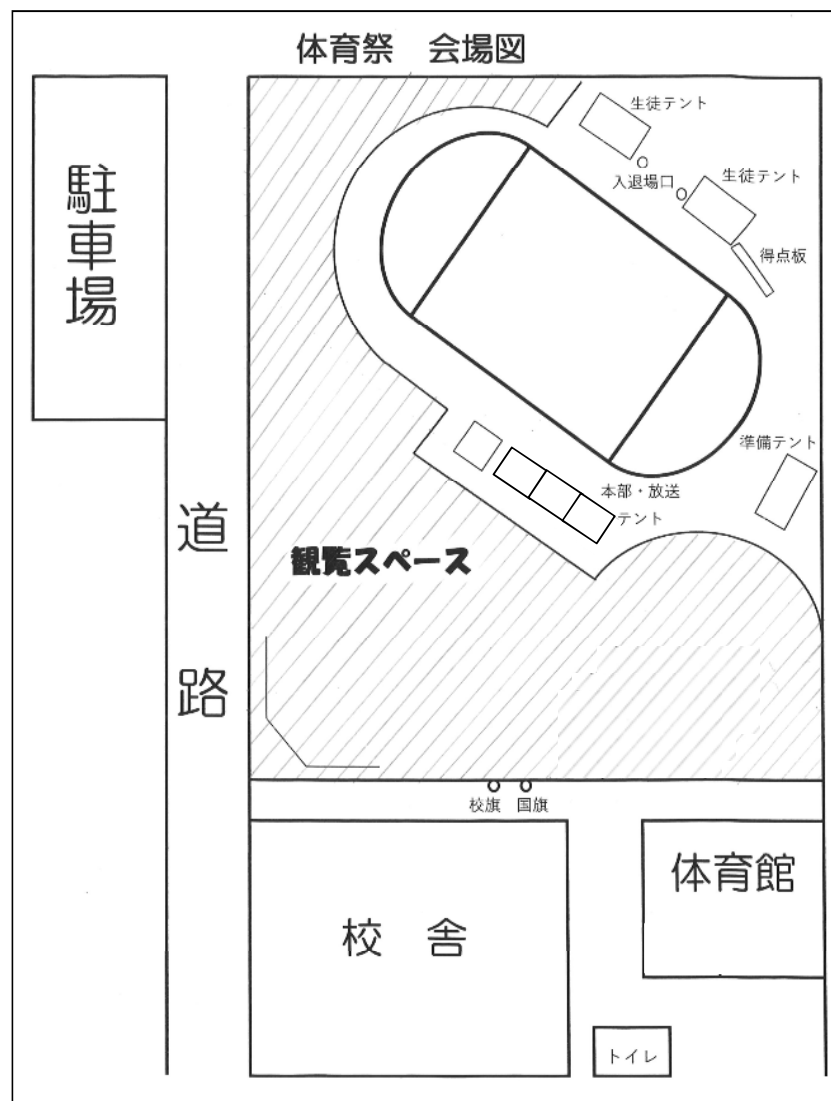 体育祭　会場図
駐車場
生徒テント
入退場口
生徒テント
得点板
準備テント
本部・放送
テント
観覧スペース
道路
校旗　国旗
体育館
校　舎
トイレ